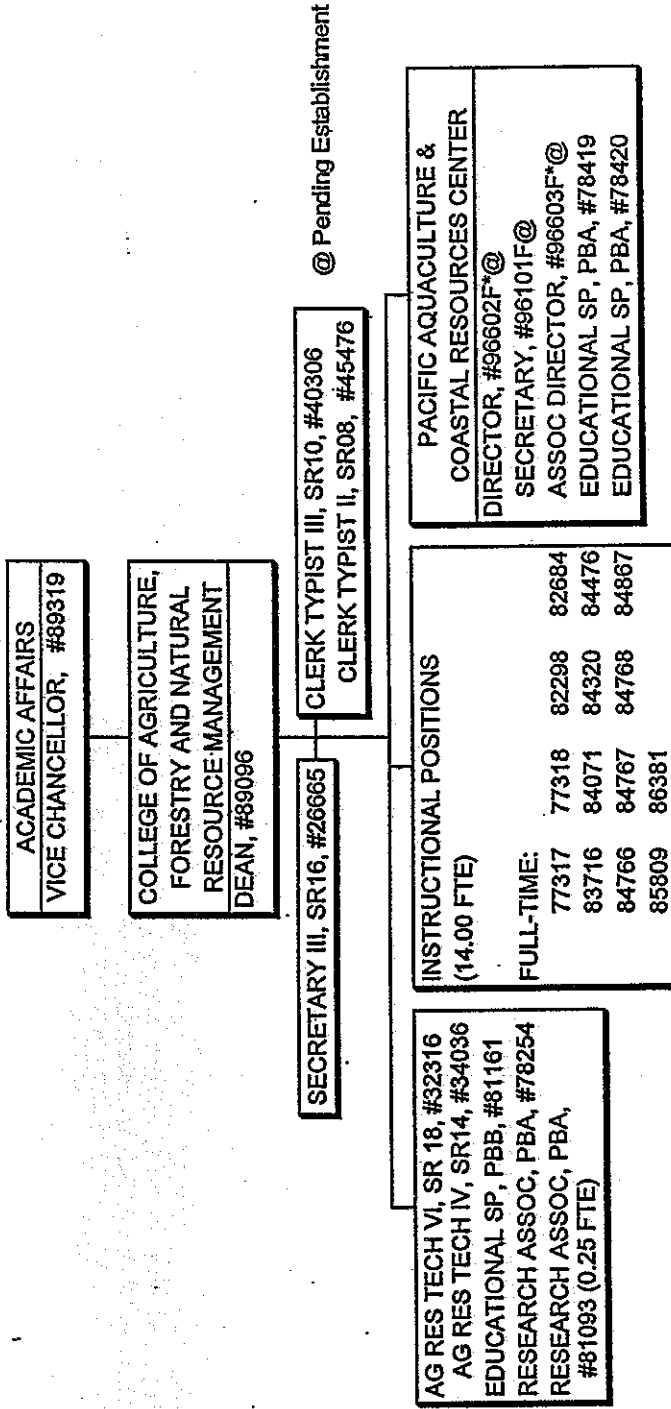 ACADEMIC AFFAIRS
VICE CHANCELLOR, #89319
COLLEGE OF AGRICULTURE,
FORESTRY AND NATURAL
RESOURCE MANAGEMENT
DEAN, #89096
SECRETARY III, SR16, #26665
CLERK TYPIST III, SR10, #40306
CLERK TYPIST II, SR08, #45476
@ Pending Establishment
AG RES TECH VI, SR 18, #32316
AG RES TECH IV, SR14, #34036
EDUCATIONAL SP, PBB, #81161
RESEARCH ASSOC, PBA, #78254
RESEARCH ASSOC, PBA,
#81093 (0.25 FTE)
INSTRUCTIONAL POSITIONS
(14.00 FTE)
FULL-TIME:
77317 77318 82298 82684
83716 84071 84320 84476
84766 84767 84768 84867
85809 86381
PACIFIC AQUACULTURE &
COASTAL RESOURCES CENTER
DIRECTOR, #96602F*@
SECRETARY, #96101F@
ASSOC DIRECTOR, #96603F*@
EDUCATIONAL SP, PBA, #78419
EDUCATIONAL SP, PBA, #78420